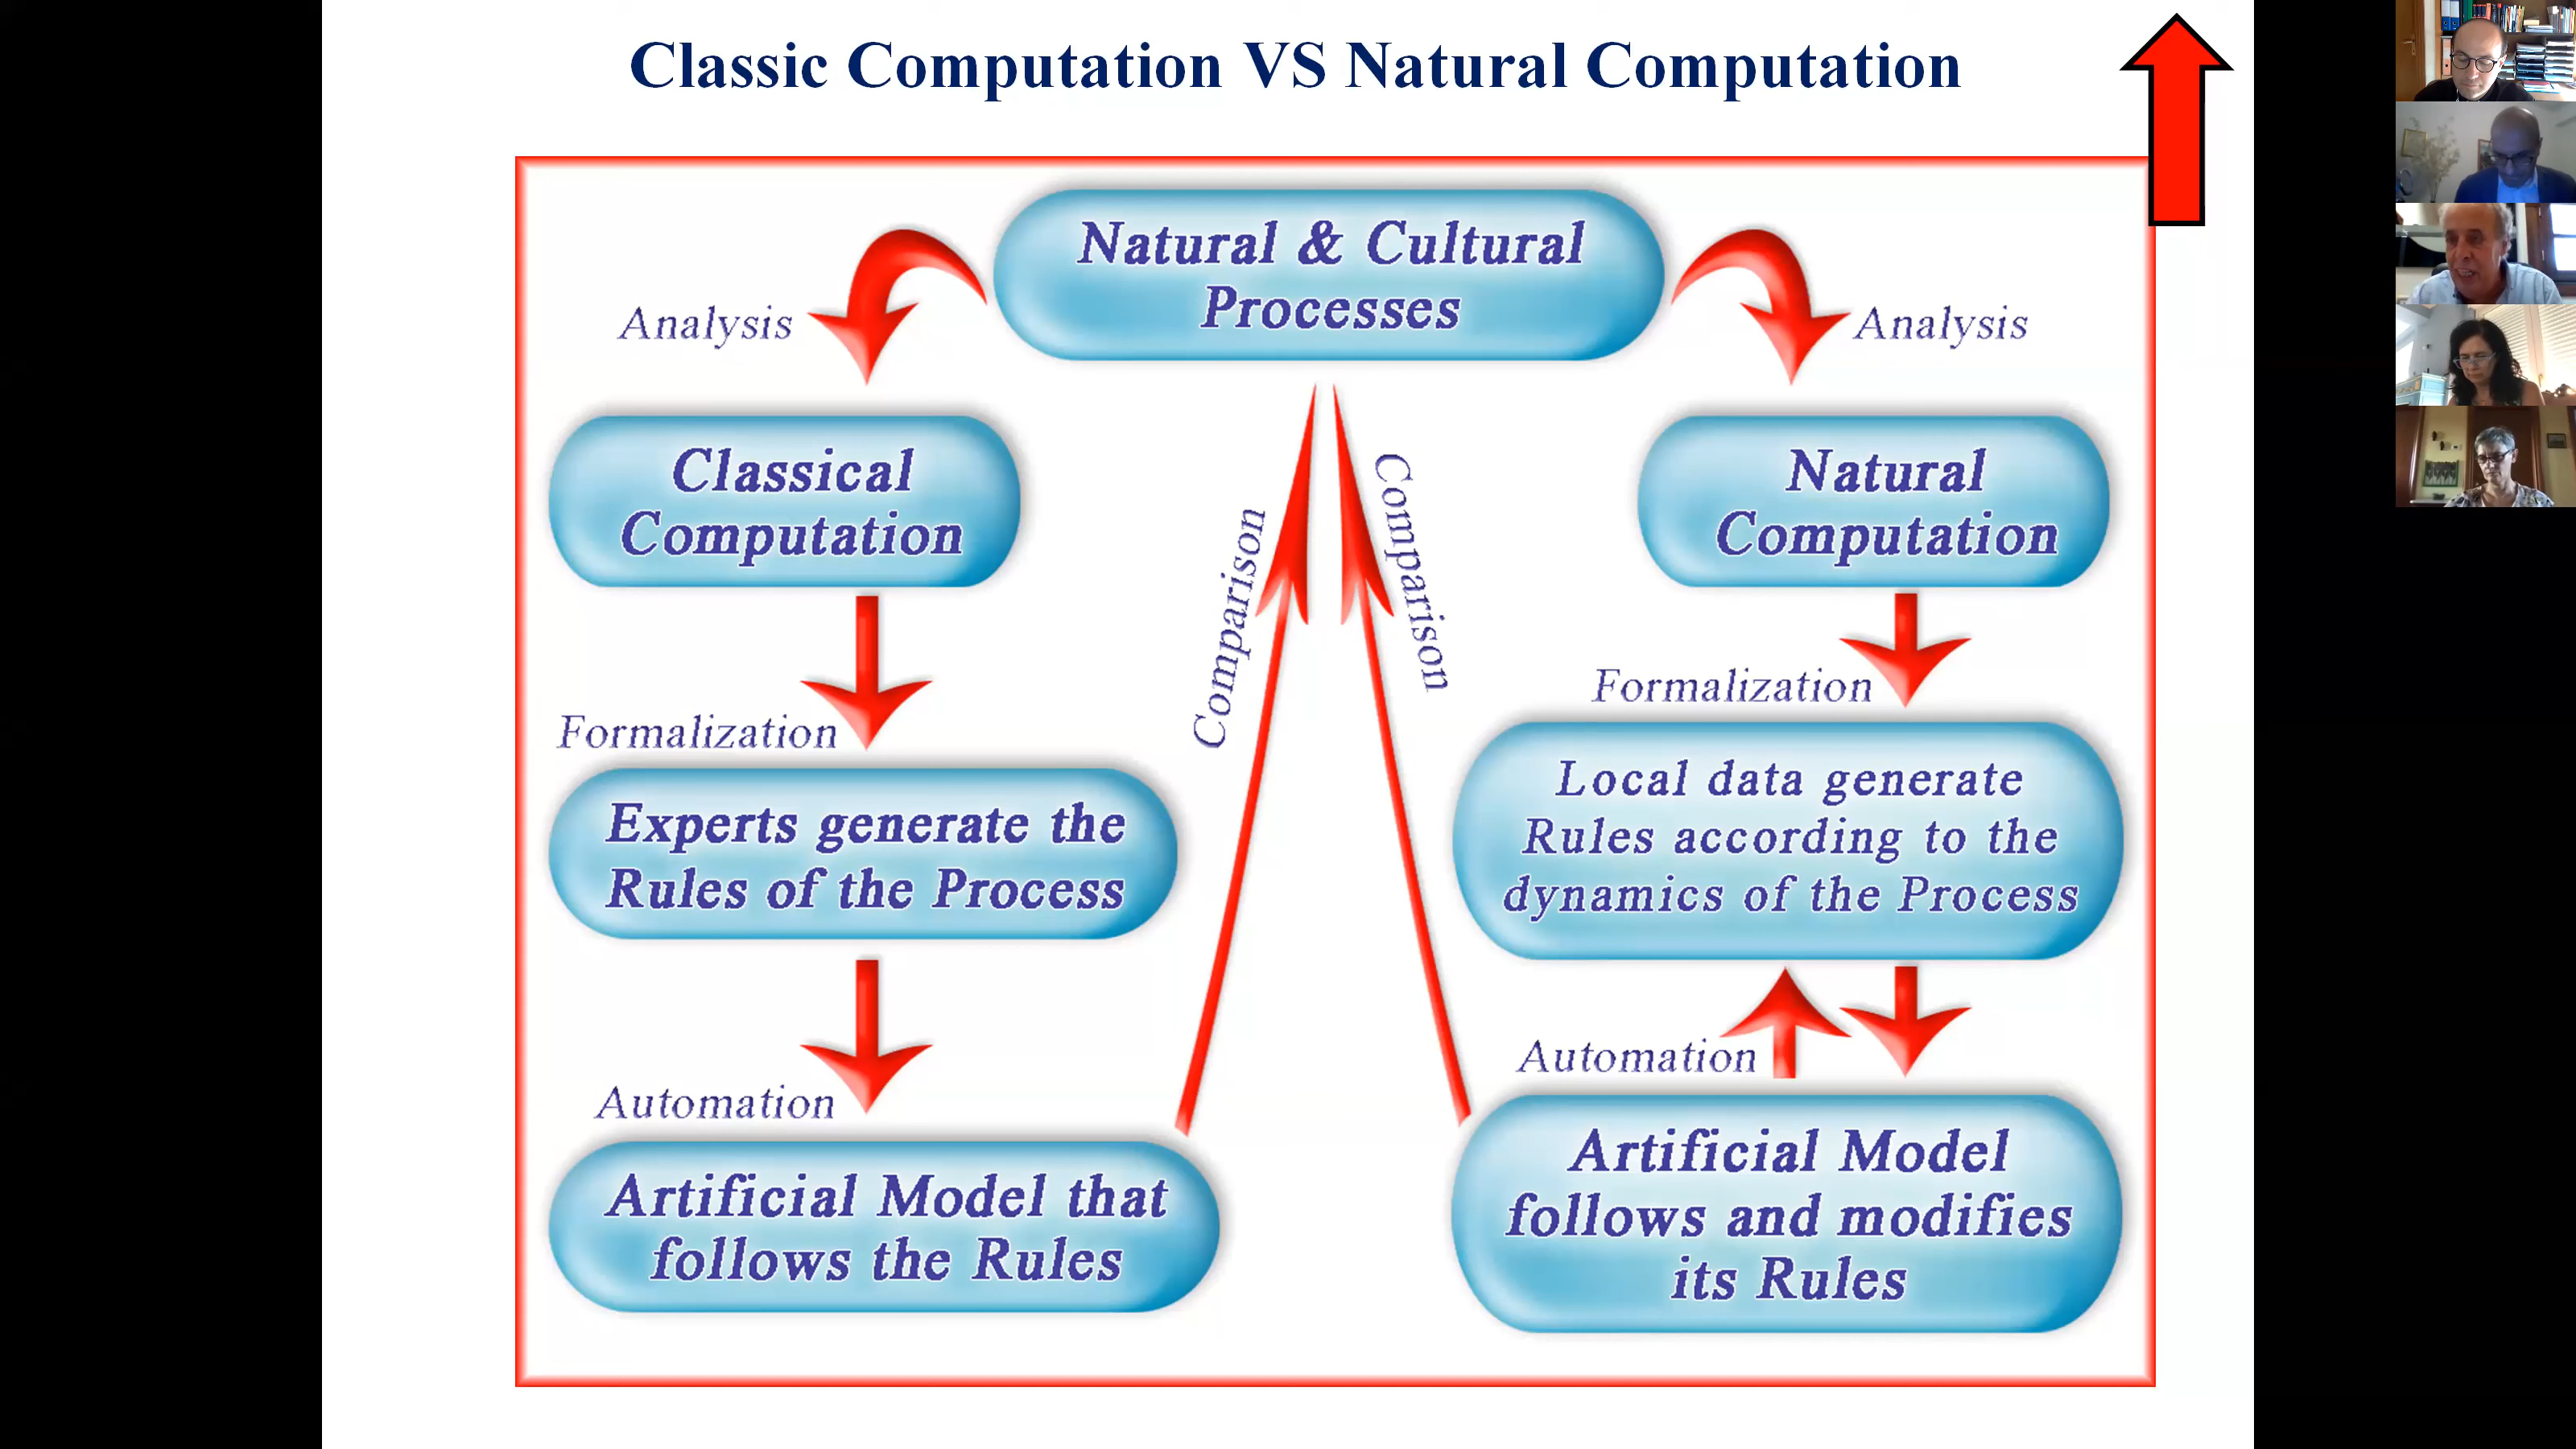 Classic Computation VS Natural Computation
Natural & Cultural
Processes
Analysis
Analysis
Classical
Computation
Natural
Computation
Comparison
Comparison
Formalization
Formalization
Experts generate the
Rules of the Process
Local data generate
Rules according to the
dynamics of the Process
Automation
Automation
Artificial Model that
follows the Rules
Artificial Model
follows and modifies
its Rules